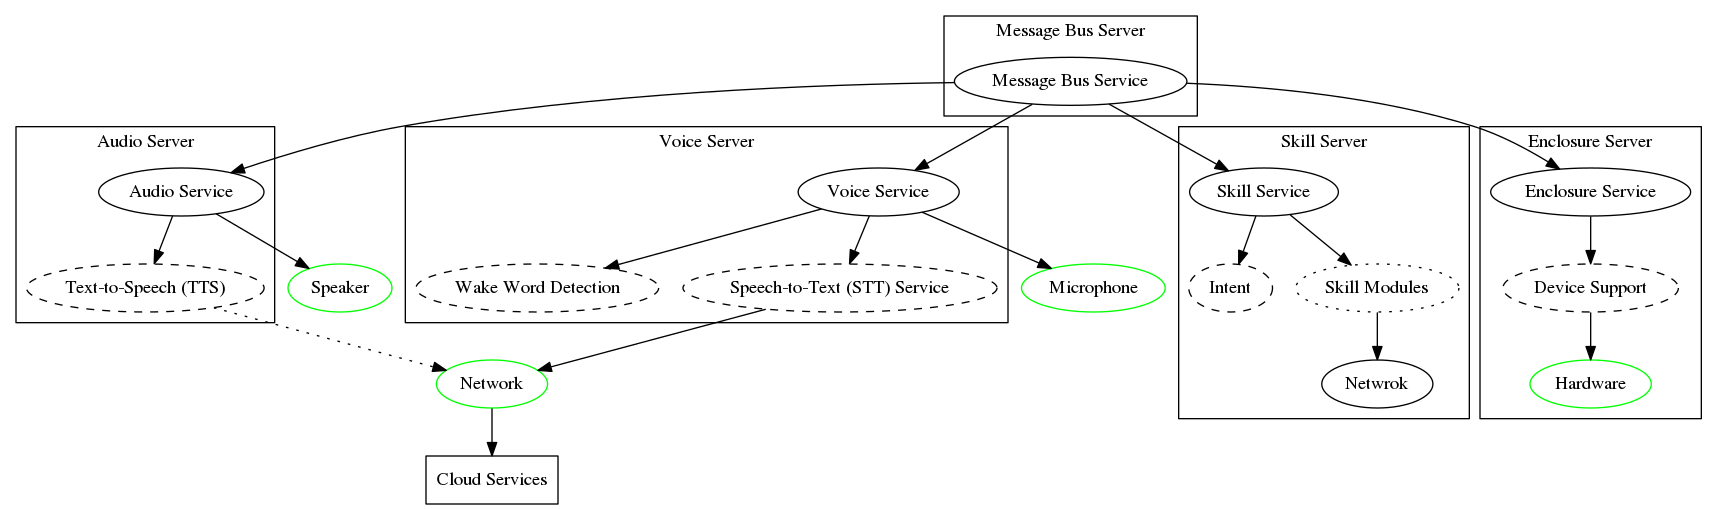 Message Bus Server
Message Bus Service
Audio Server
Voice Server
Skill Server
Enclosure Server
Audio Service
Voice Service
Skill Service
Enclosure Service
Text-to-Speech (TTS)
Speaker
Wake Word Detection
Speech-to-Text (STT) Service
Microphone
Intent
Skill Modules
Device Support
Network
Netwrok
Hardware
Cloud Services